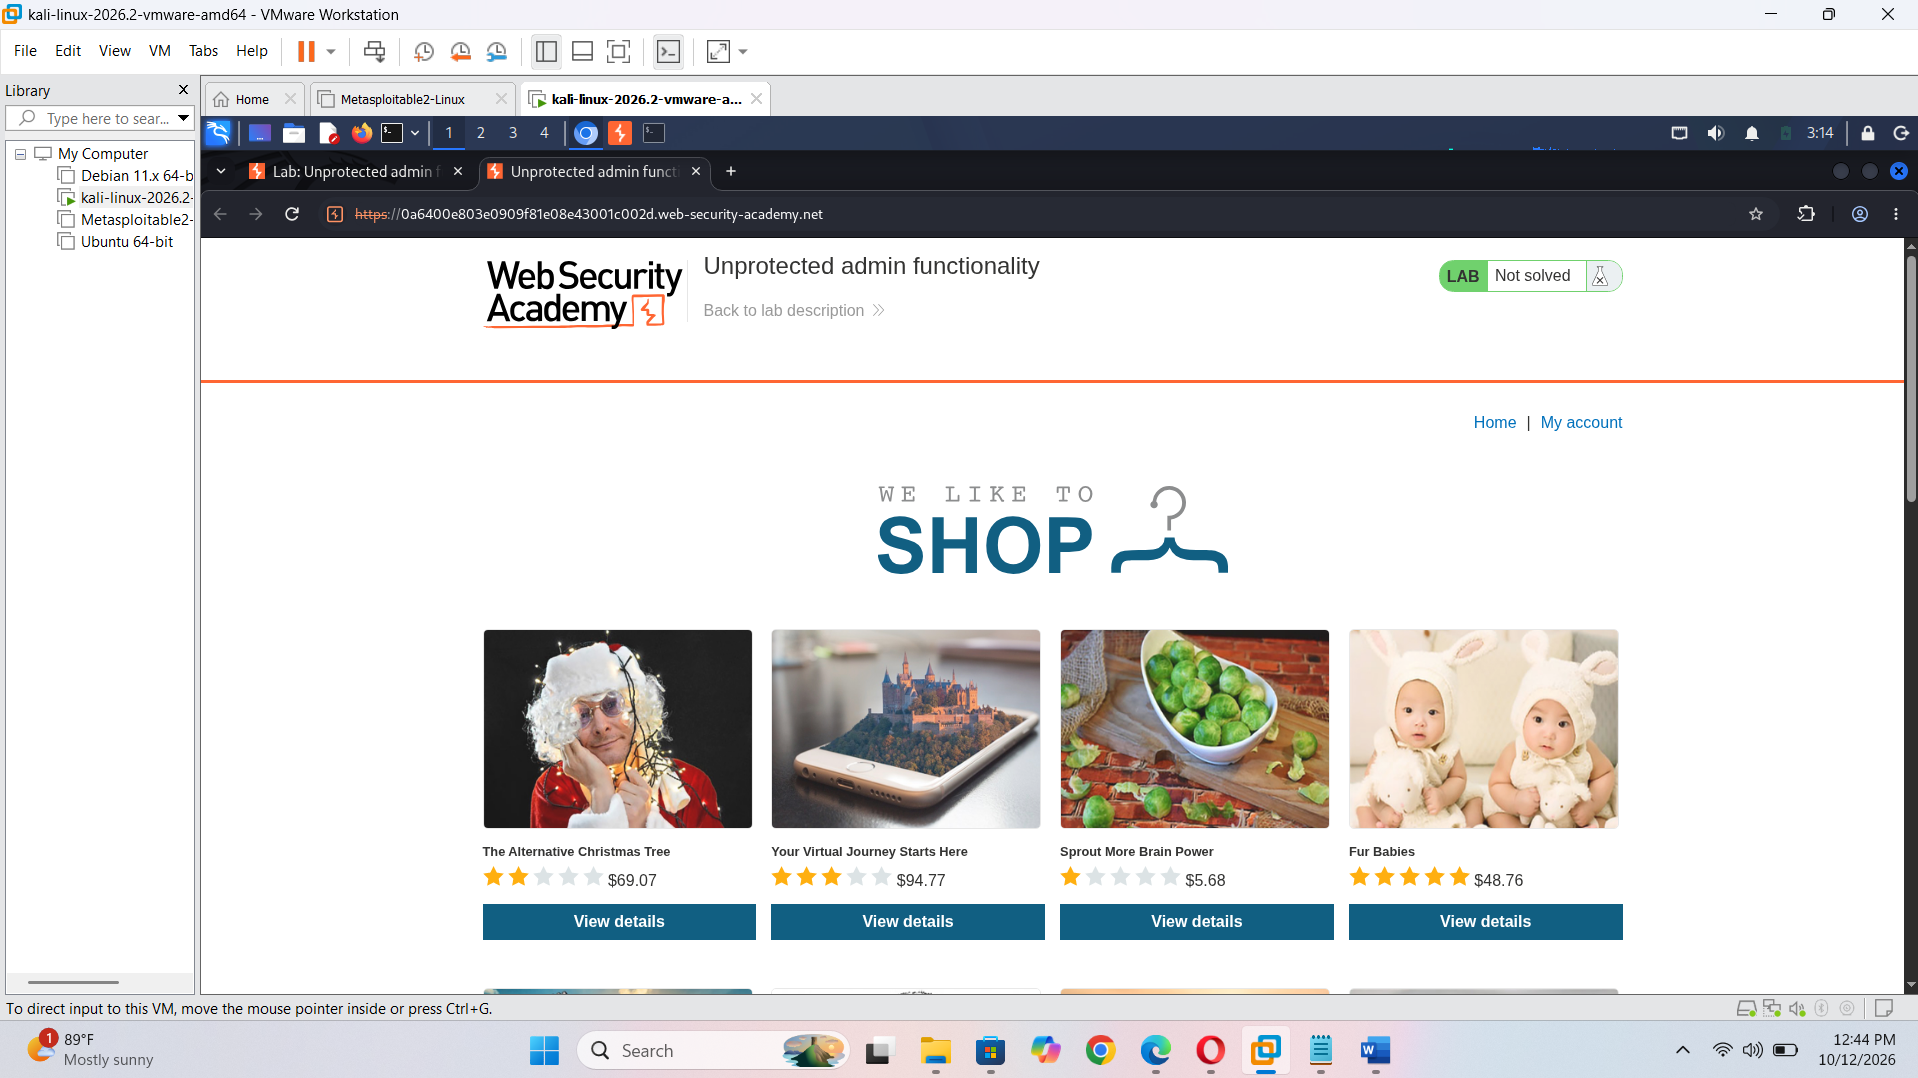 kali-linux-2026.2-vmware-amd64 - VMware Workstation
File Edit View VM Tabs Help
Library
Type here to sear...
My Computer
Debian 11.x 64-b
kali-linux-2026.2-
Metasploitable2-
Ubuntu 64-bit
Home
Metasploitable2-Linux
kali-linux-2026.2-vmware-a...
1 2 3 4
3:14
Lab: Unprotected admin f
Unprotected admin functi
https://0a6400e803e0909f81e08e43001c002d.web-security-academy.net
Web Security
Academy
Unprotected admin functionality
Back to lab description
LAB Not solved
Home | My account
WE LIKE TO
SHOP
The Alternative Christmas Tree
$69.07
View details
Your Virtual Journey Starts Here
$94.77
View details
Sprout More Brain Power
$5.68
View details
Fur Babies
$48.76
View details
To direct input to this VM, move the mouse pointer inside or press Ctrl+G.
1
89°F
Mostly sunny
Search
12:44 PM
10/12/2026